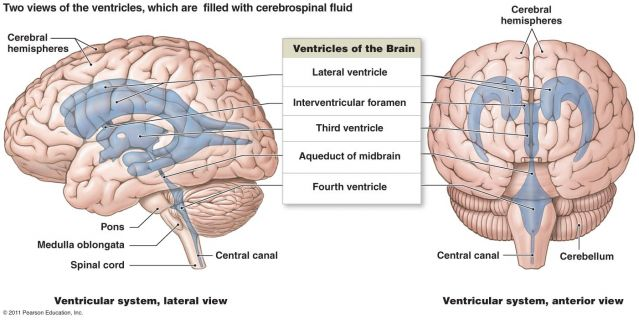 Two views of the ventricles, which are filled with cerebrospinal fluid
Cerebral
hemispheres
Cerebral
hemispheres
Ventricles of the Brain
Lateral ventricle
Interventricular foramen
Third ventricle
Aqueduct of midbrain
Fourth ventricle
Pons
Medulla oblongata
Spinal cord
Central canal
Central canal
Cerebellum
Ventricular system, lateral view
Ventricular system, anterior view
© 2011 Pearson Education, Inc.